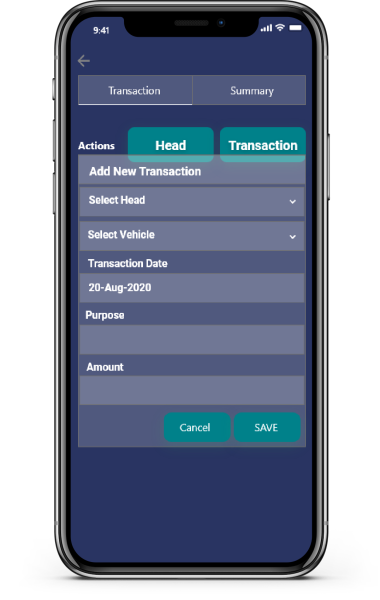 9:41
Transaction Summary
Actions Head Transaction
Add New Transaction
Select Head
Select Vehicle
Transaction Date
20-Aug-2020
Purpose
Amount
Cancel SAVE